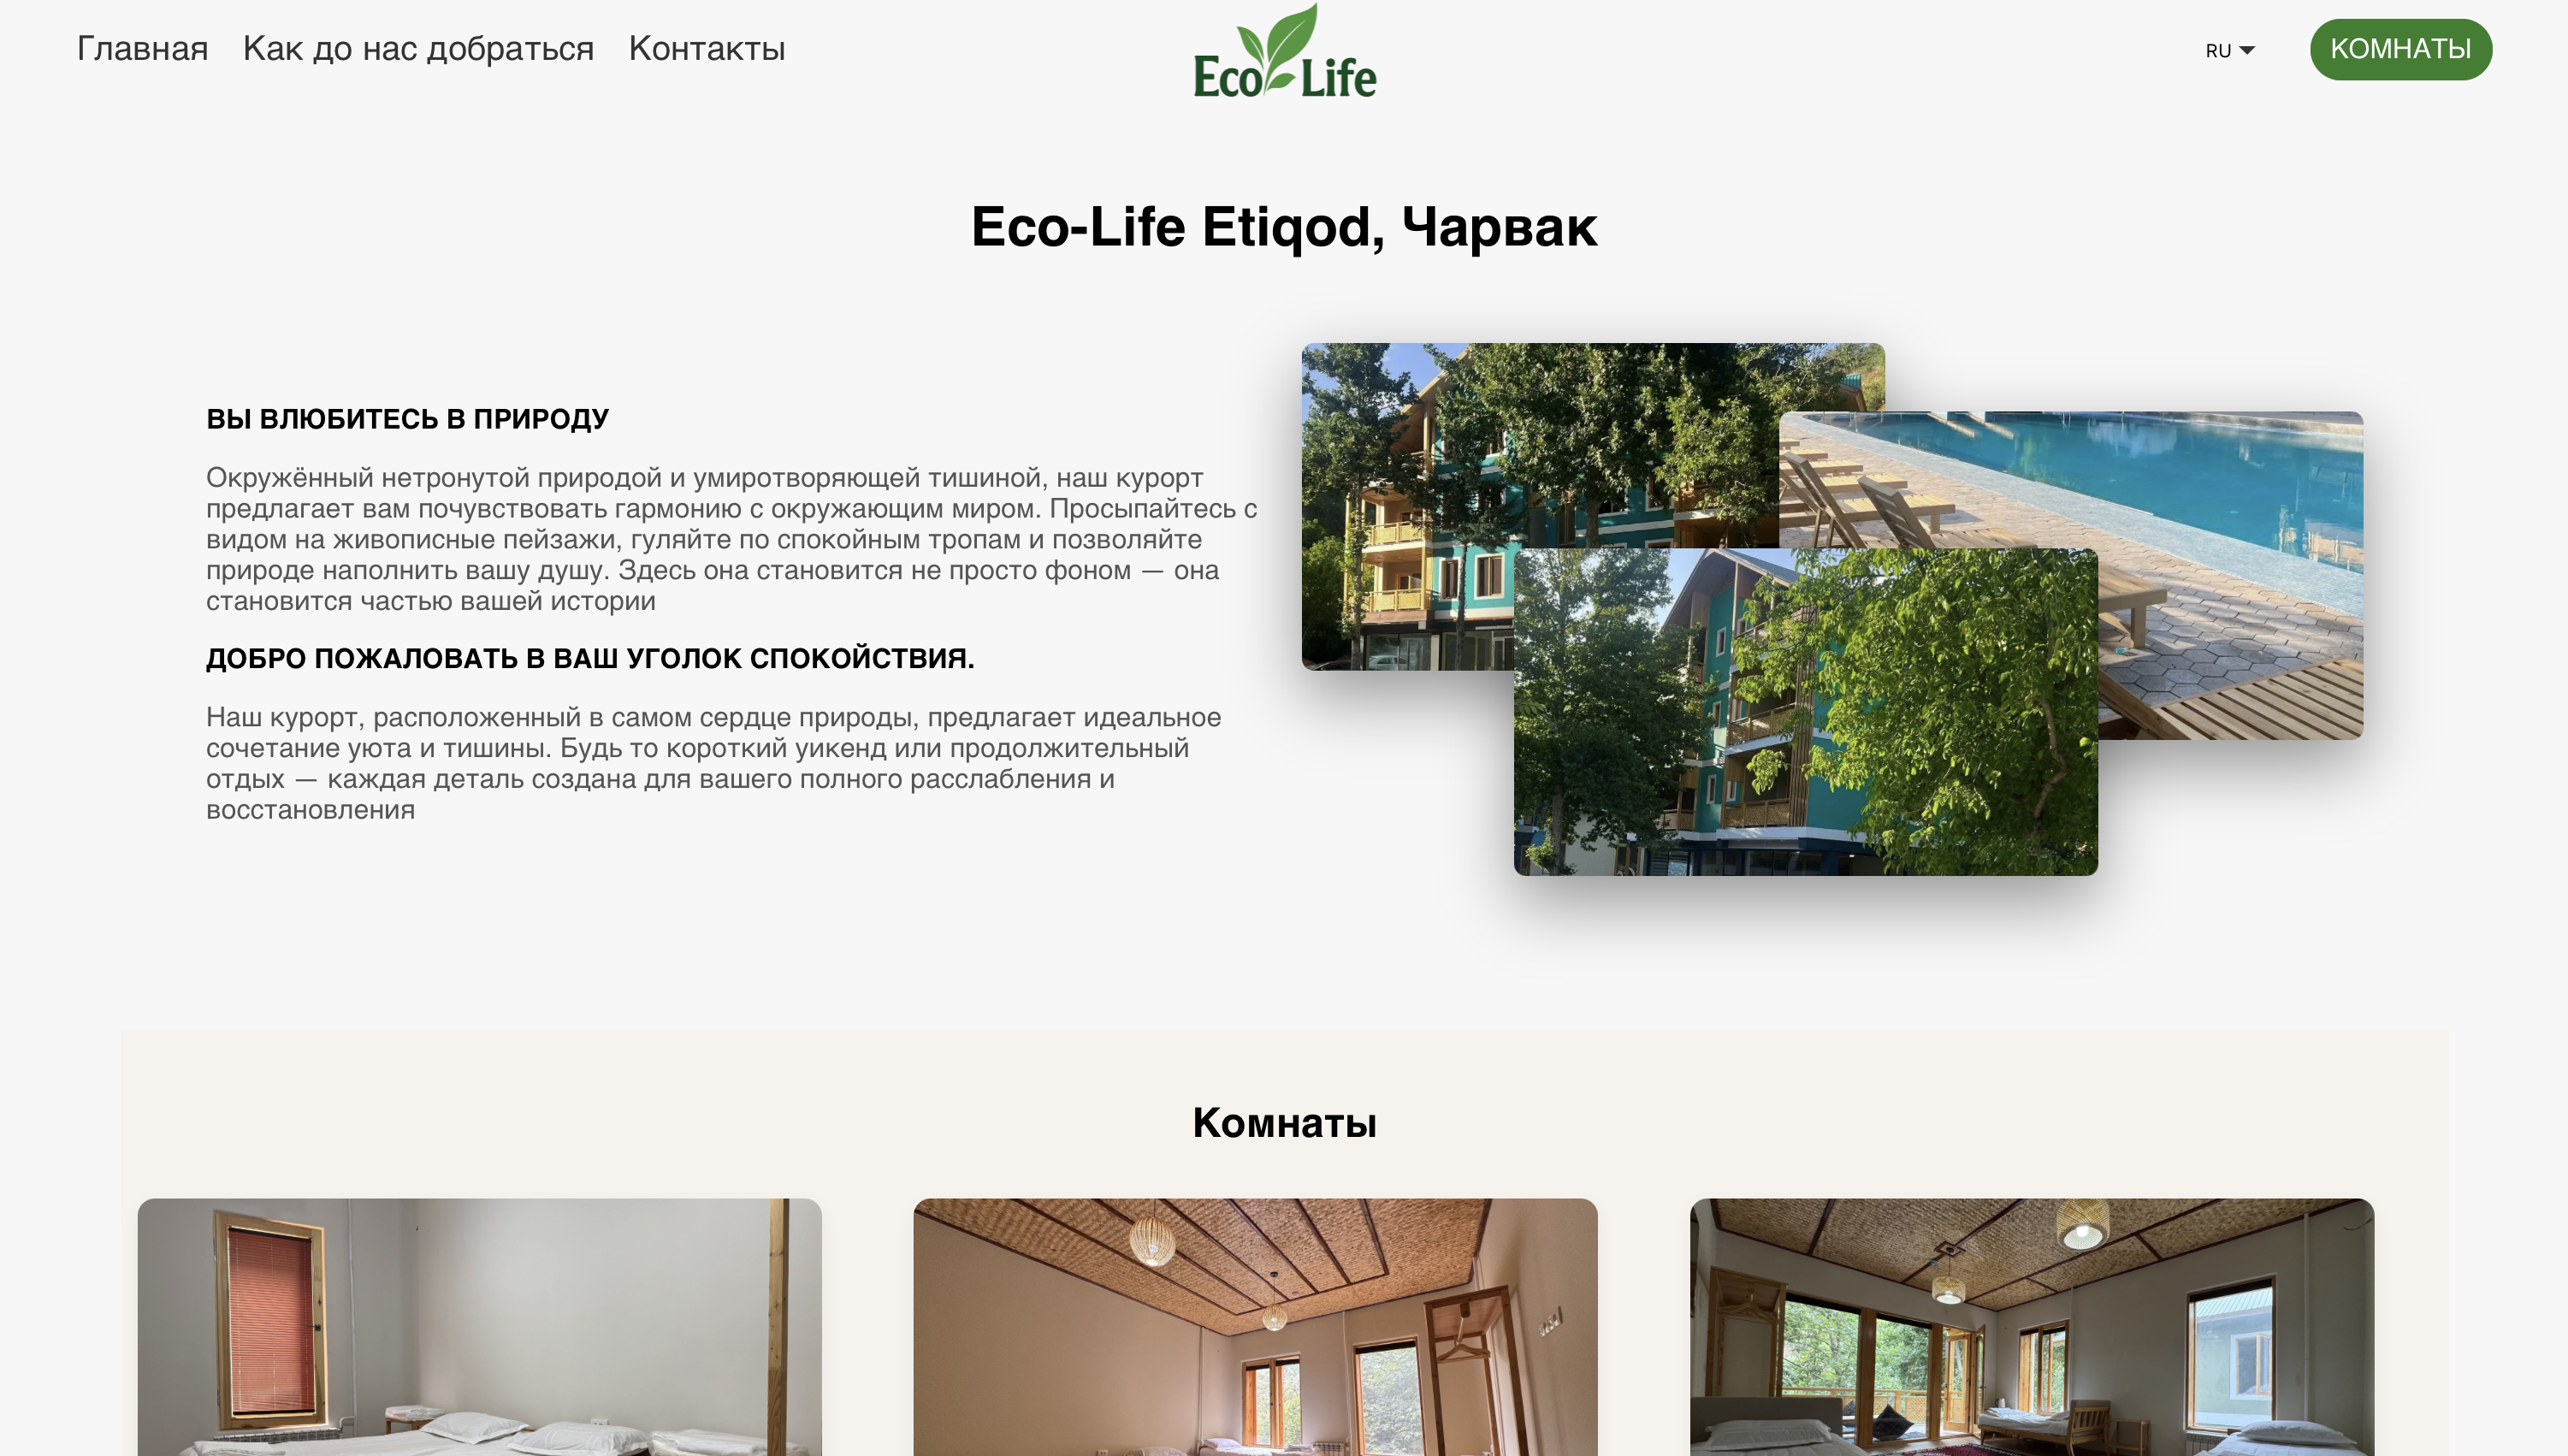 Главная
Как до нас добраться
Контакты
Eco Life
RU
КОМНАТЫ
Eco-Life Etiqod, Чарвак
ВЫ ВЛЮБИТЕСЬ В ПРИРОДУ
Окружённый нетронутой природой и умиротворяющей тишиной, наш курорт
предлагает вам почувствовать гармонию с окружающим миром. Просыпайтесь с
видом на живописные пейзажи, гуляйте по спокойным тропам и позволяйте
природе наполнить вашу душу. Здесь она становится не просто фоном — она
становится частью вашей истории
ДОБРО ПОЖАЛОВАТЬ В ВАШ УГОЛОК СПОКОЙСТВИЯ.
Наш курорт, расположенный в самом сердце природы, предлагает идеальное
сочетание уюта и тишины. Будь то короткий уикенд или продолжительный
отдых — каждая деталь создана для вашего полного расслабления и
восстановления
Комнаты